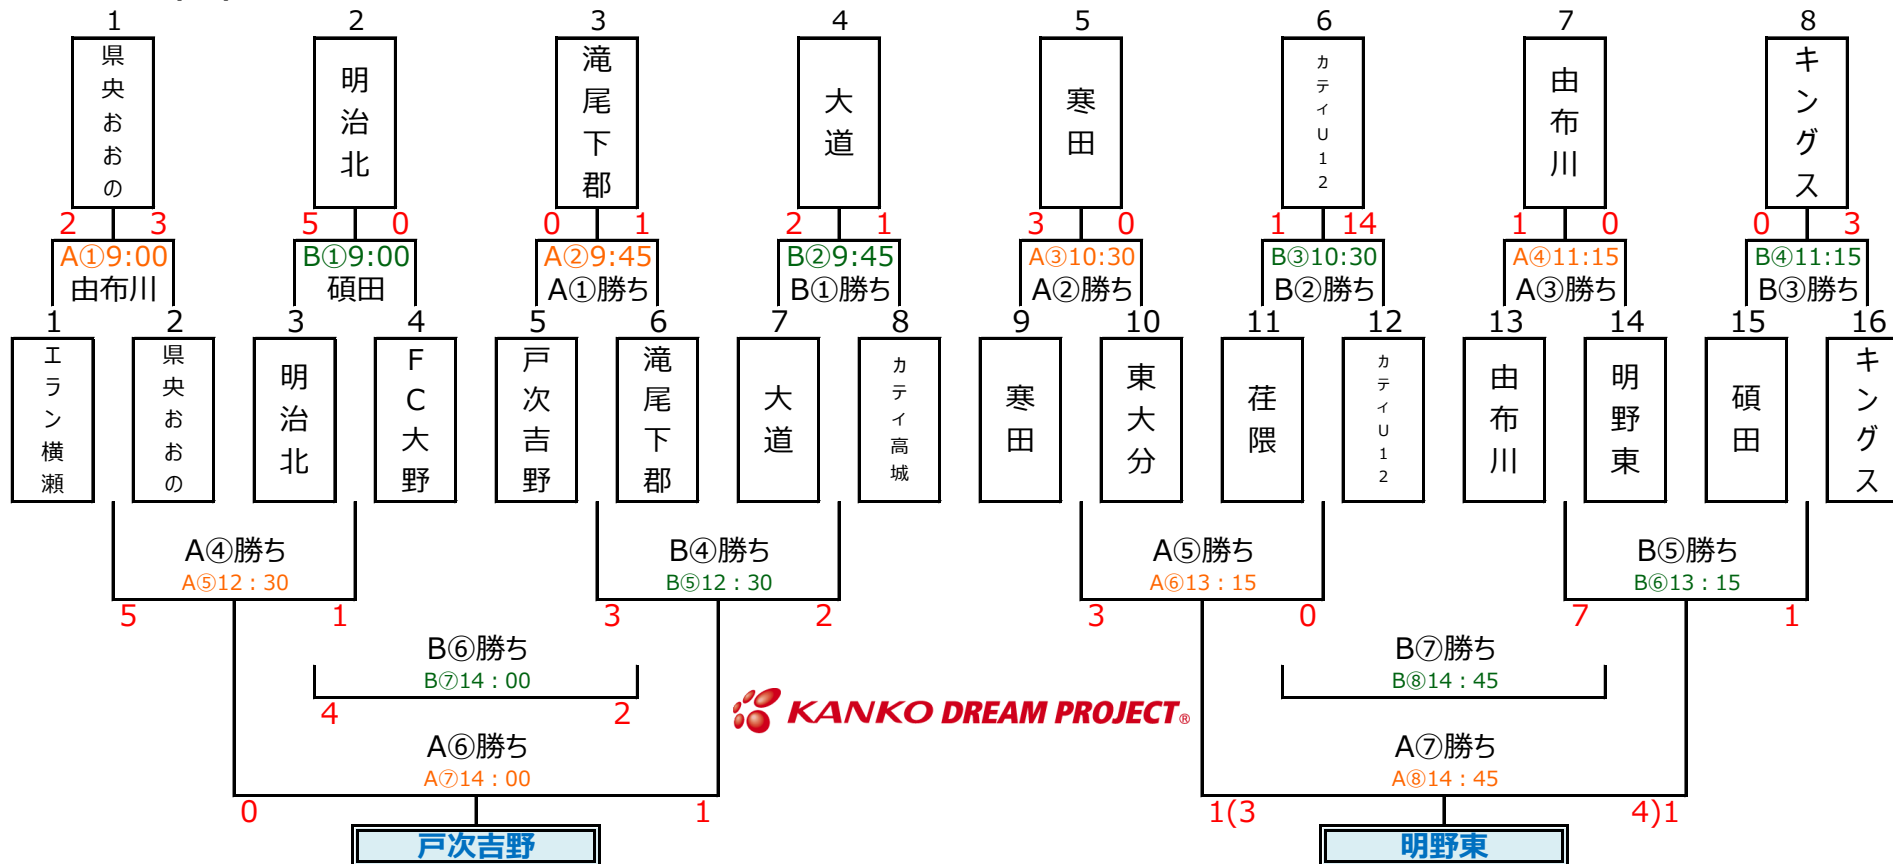 1 2 3 4 5 6 7 8
県央おおの 明治北 滝尾下郡 大道 寒田 カティU12 由布川 キングス
2 3 5 0 0 1 2 1 3 0 1 14 1 0 0 3
A①9:00 B①9:00 A②9:45 B②9:45 A③10:30 B③10:30 A④11:15 B④11:15
由布川 碩田 A①勝ち B①勝ち A②勝ち B②勝ち A③勝ち B③勝ち
1 2 3 4 5 6 7 8 9 10 11 12 13 14 15 16
エラン横瀬 県央おおの 明治北 FC大野 戸次吉野 滝尾下郡 大道 カティ高城 寒田 東大分 荏隈 カティU12 由布川 明野東 碩田 キングス
A④勝ち B④勝ち A⑤勝ち B⑤勝ち
A⑤12：30 B⑤12：30 A⑥13：15 B⑥13：15
5 1 3 2 3 0 7 1
B⑥勝ち B⑦勝ち
B⑦14：00 B⑧14：45
4 2
KANKO DREAM PROJECT®
A⑥勝ち A⑦勝ち
A⑦14：00 A⑧14：45
0 1 1(3 4)1
戸次吉野 明野東